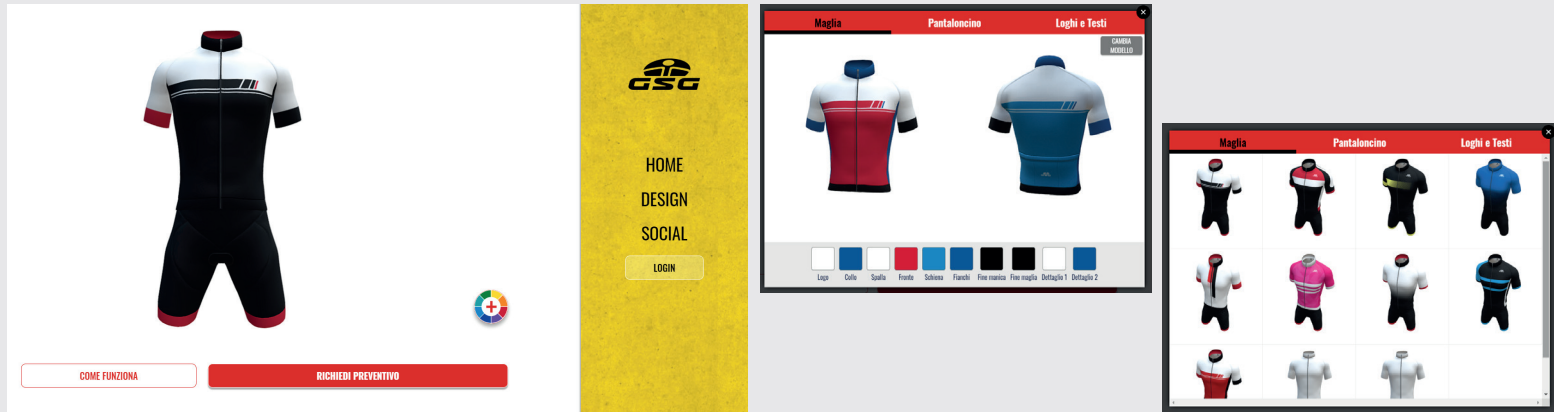 GSG
HOME
DESIGN
SOCIAL
LOGIN
COME FUNZIONA
RICHIEDI PREVENTIVO
Maglia
Pantaloncino
Loghi e Testi
CAMBIA
MODELLO
Logo
Collo
Spalla
Fronte
Schiena
Fianchi
Fine manica
Fine maglia
Dettaglio 1
Dettaglio 2
Maglia
Pantaloncino
Loghi e Testi